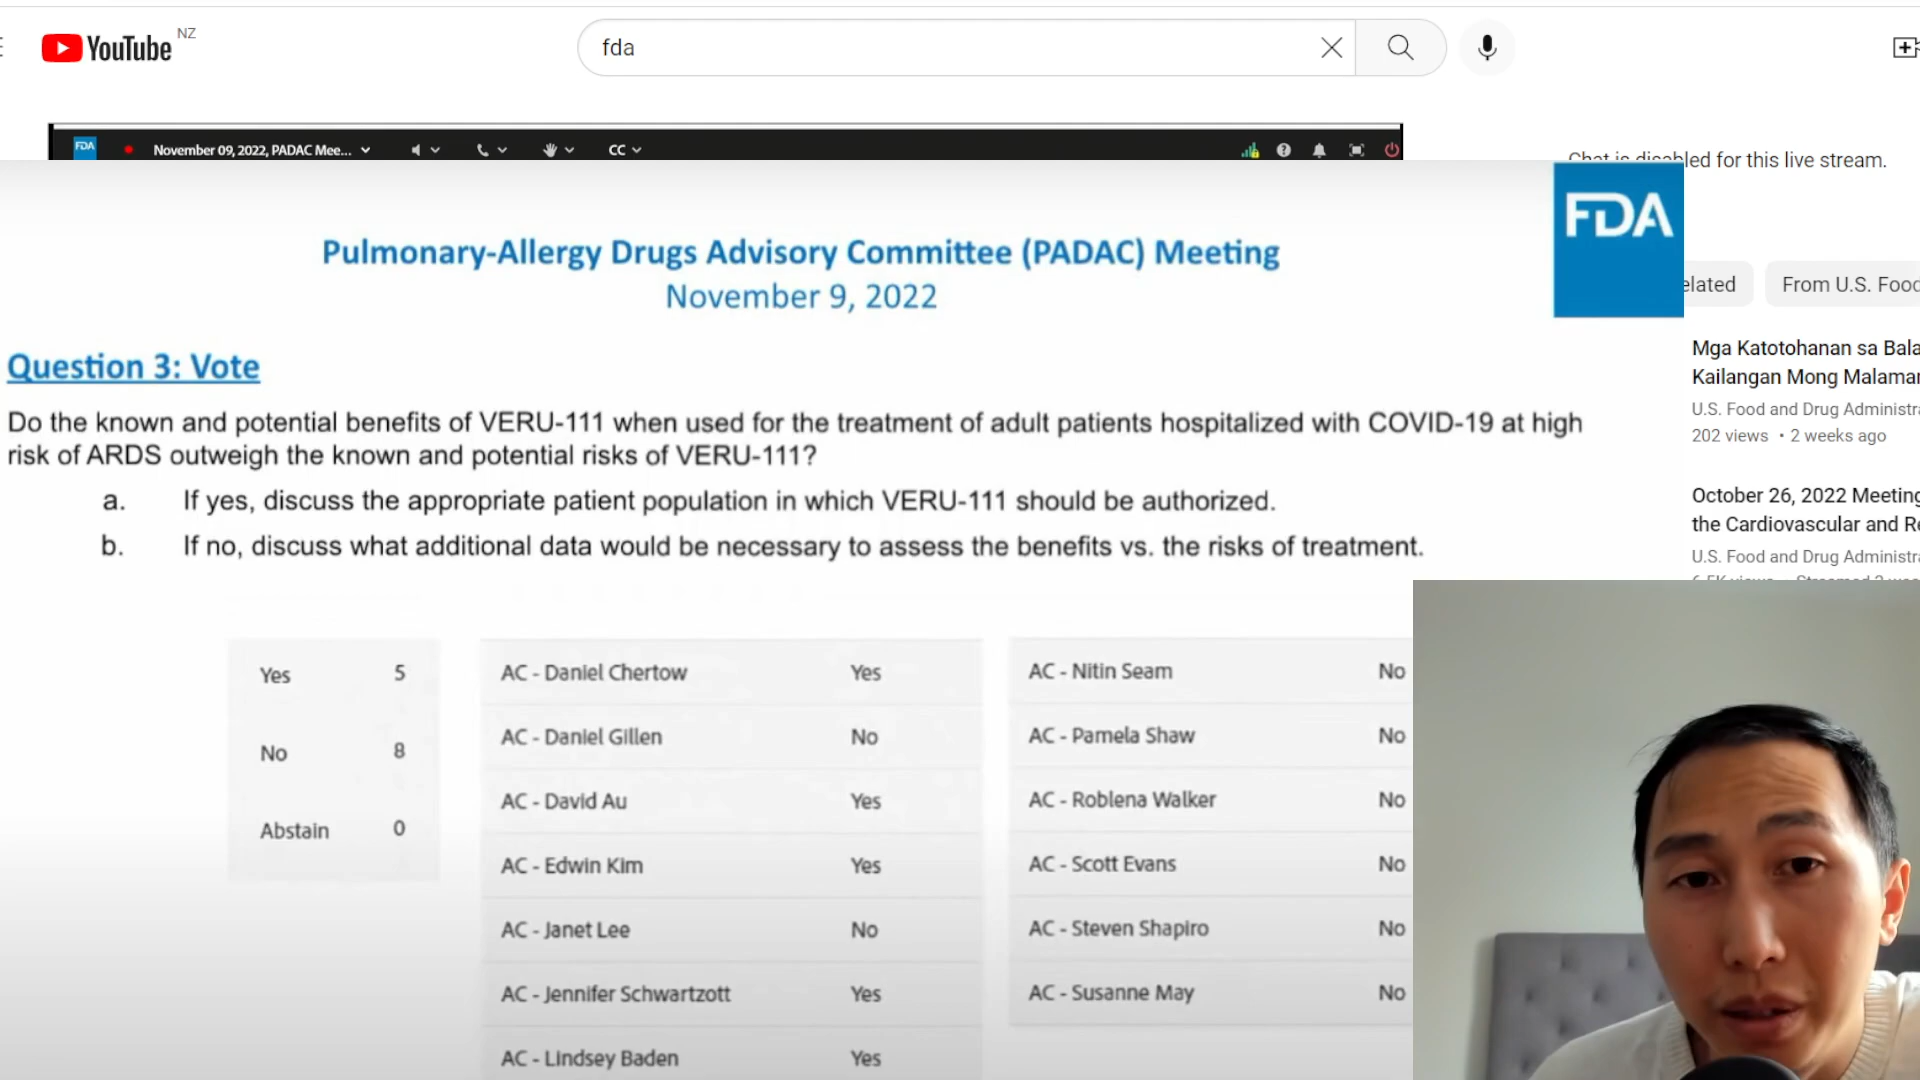 YouTube NZ
fda
FDA
November 09, 2022, PADAC Mee...
CC
Chat is disabled for this live stream.
FDA
Pulmonary-Allergy Drugs Advisory Committee (PADAC) Meeting
November 9, 2022
elated
From U.S. Food
Question 3: Vote
Mga Katotohanan sa Bala
Kailangan Mong Malaman
U.S. Food and Drug Administra
202 views • 2 weeks ago
Do the known and potential benefits of VERU-111 when used for the treatment of adult patients hospitalized with COVID-19 at high
risk of ARDS outweigh the known and potential risks of VERU-111?
a. If yes, discuss the appropriate patient population in which VERU-111 should be authorized.
b. If no, discuss what additional data would be necessary to assess the benefits vs. the risks of treatment.
October 26, 2022 Meeting
the Cardiovascular and Re
U.S. Food and Drug Administra
Yes 5
No 8
Abstain 0
AC - Daniel Chertow Yes
AC - Daniel Gillen No
AC - David Au Yes
AC - Edwin Kim Yes
AC - Janet Lee No
AC - Jennifer Schwartzott Yes
AC - Lindsey Baden Yes
AC - Nitin Seam No
AC - Pamela Shaw No
AC - Roblena Walker No
AC - Scott Evans No
AC - Steven Shapiro No
AC - Susanne May No